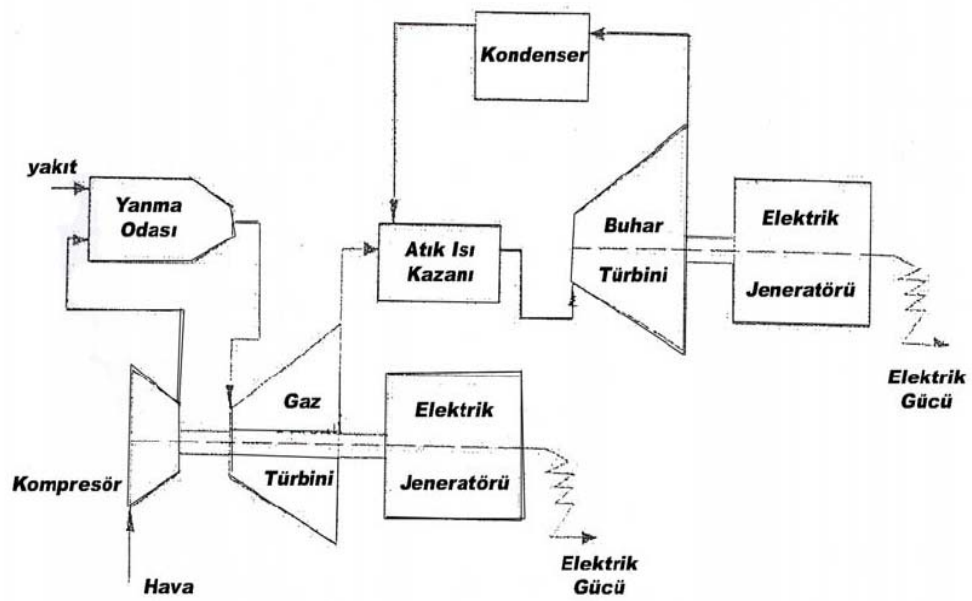 Kondenser
yakıt
Yanma
Odası
Atık Isı
Kazanı
Buhar
Türbini
Elektrik
Jeneratörü
Elektrik
Gücü
Gaz
Türbini
Elektrik
Jeneratörü
Kompresör
Hava
Elektrik
Gücü